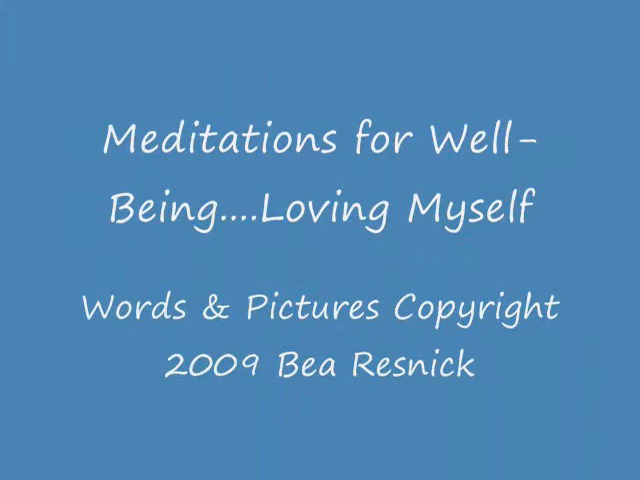 Meditations for Well-
Being....Loving Myself
Words & Pictures Copyright
2009 Bea Resnick